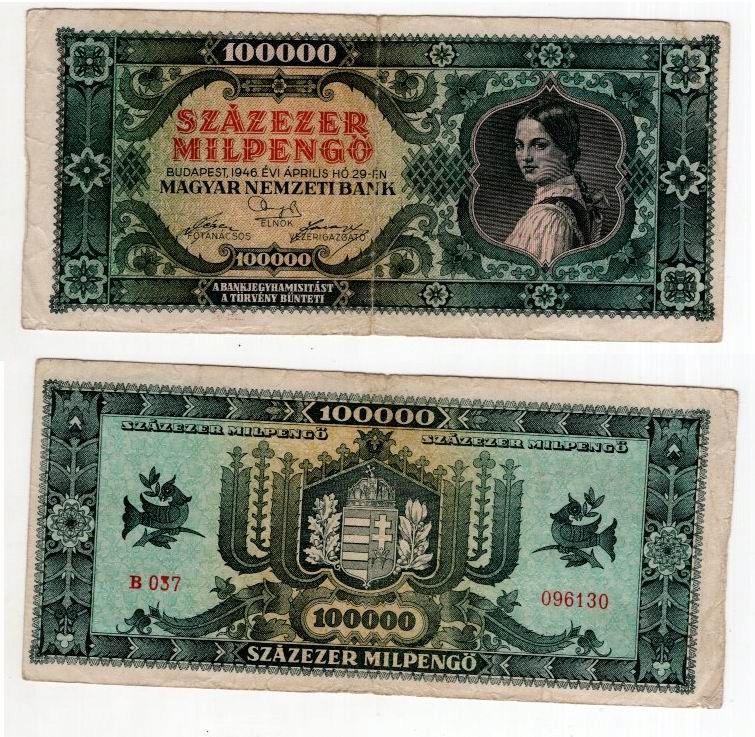 100000
SZÁZEZER
MILPENGŐ
BUDAPEST, 1946. ÉVI ÁPRILIS HÓ 29-ÉN
MAGYAR NEMZETI BANK
ELNÖK
FŐTANÁCSOS VEZÉRIGAZGATÓ
100000
A BANKJEGYHAMISITÁST
A TÖRVÉNY BÜNTETI
100000
SZÁZEZER MILPENGŐ SZÁZEZER MILPENGŐ
B 037
096130
100000
SZÁZEZER MILPENGŐ